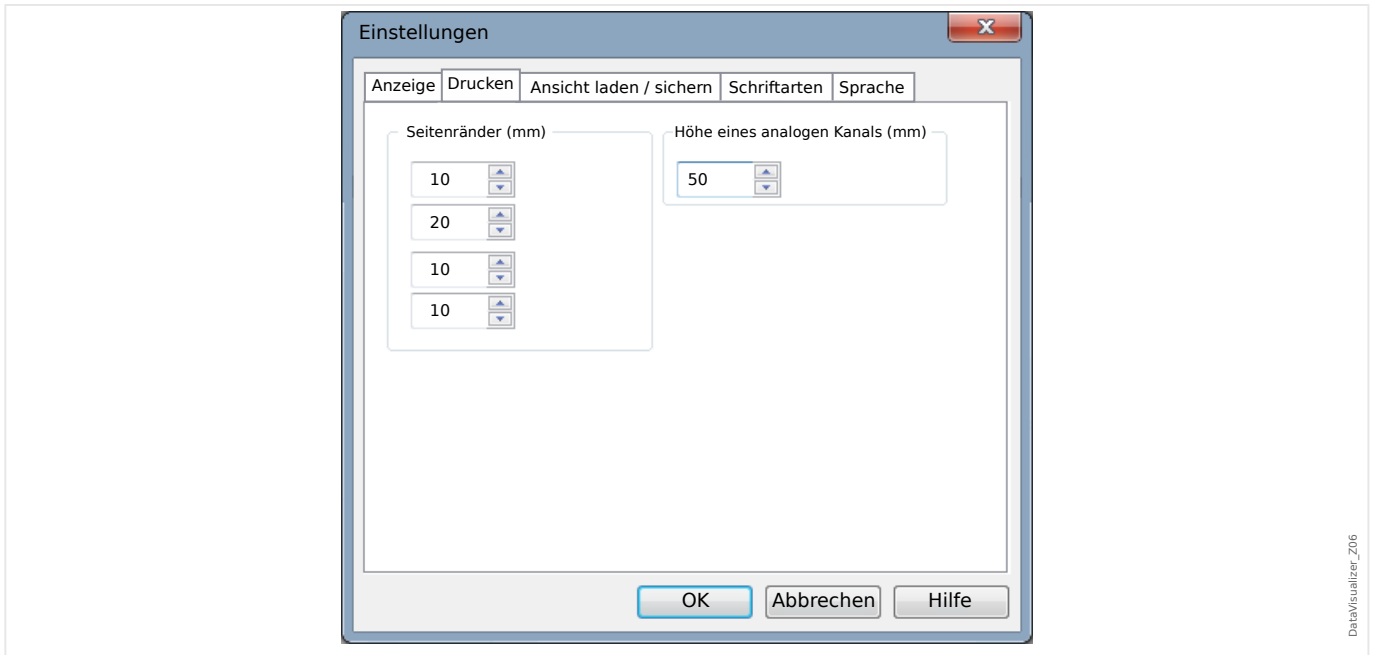 Einstellungen
X
Anzeige Drucken Ansicht laden / sichern Schriftarten Sprache
Seitenränder (mm) Höhe eines analogen Kanals (mm)
10 50
20
10
10
OK Abbrechen Hilfe
DataVisualizer_Z06